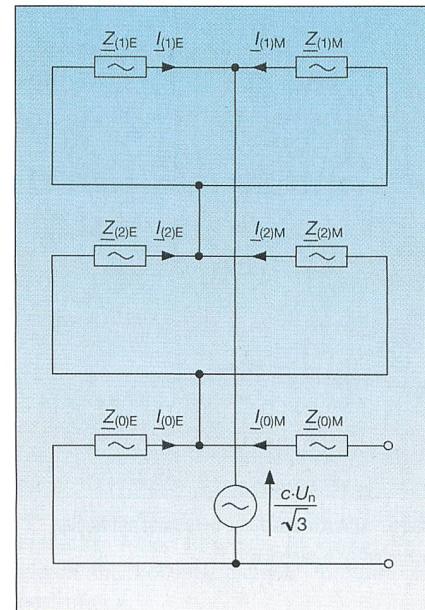 Z(1)E I(1)E I(1)M Z(1)M
Z(2)E I(2)E I(2)M Z(2)M
Z(0)E I(0)E I(0)M Z(0)M
c·Un
√3